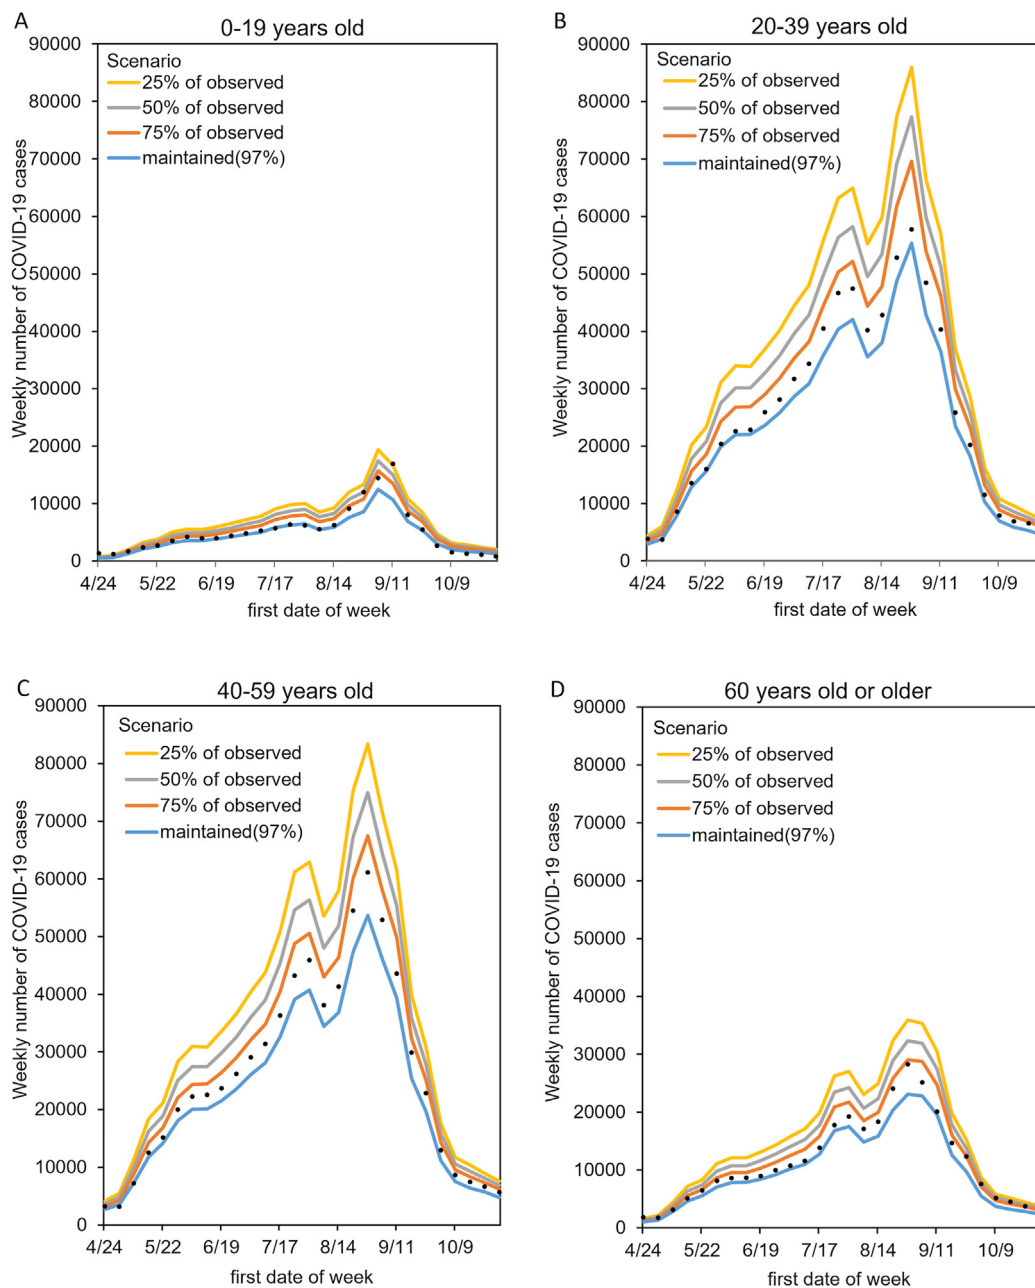 A
0-19 years old
90000
80000
70000
60000
50000
40000
30000
20000
10000
0
Weekly number of COVID-19 cases
Scenario
25% of observed
50% of observed
75% of observed
maintained(97%)
4/24 5/22 6/19 7/17 8/14 9/11 10/9
first date of week
B
20-39 years old
90000
80000
70000
60000
50000
40000
30000
20000
10000
0
Weekly number of COVID-19 cases
Scenario
25% of observed
50% of observed
75% of observed
maintained(97%)
4/24 5/22 6/19 7/17 8/14 9/11 10/9
first date of week
C
40-59 years old
90000
80000
70000
60000
50000
40000
30000
20000
10000
0
Weekly number of COVID-19 cases
Scenario
25% of observed
50% of observed
75% of observed
maintained(97%)
4/24 5/22 6/19 7/17 8/14 9/11 10/9
first date of week
D
60 years old or older
90000
80000
70000
60000
50000
40000
30000
20000
10000
0
Weekly number of COVID-19 cases
Scenario
25% of observed
50% of observed
75% of observed
maintained(97%)
4/24 5/22 6/19 7/17 8/14 9/11 10/9
first date of week